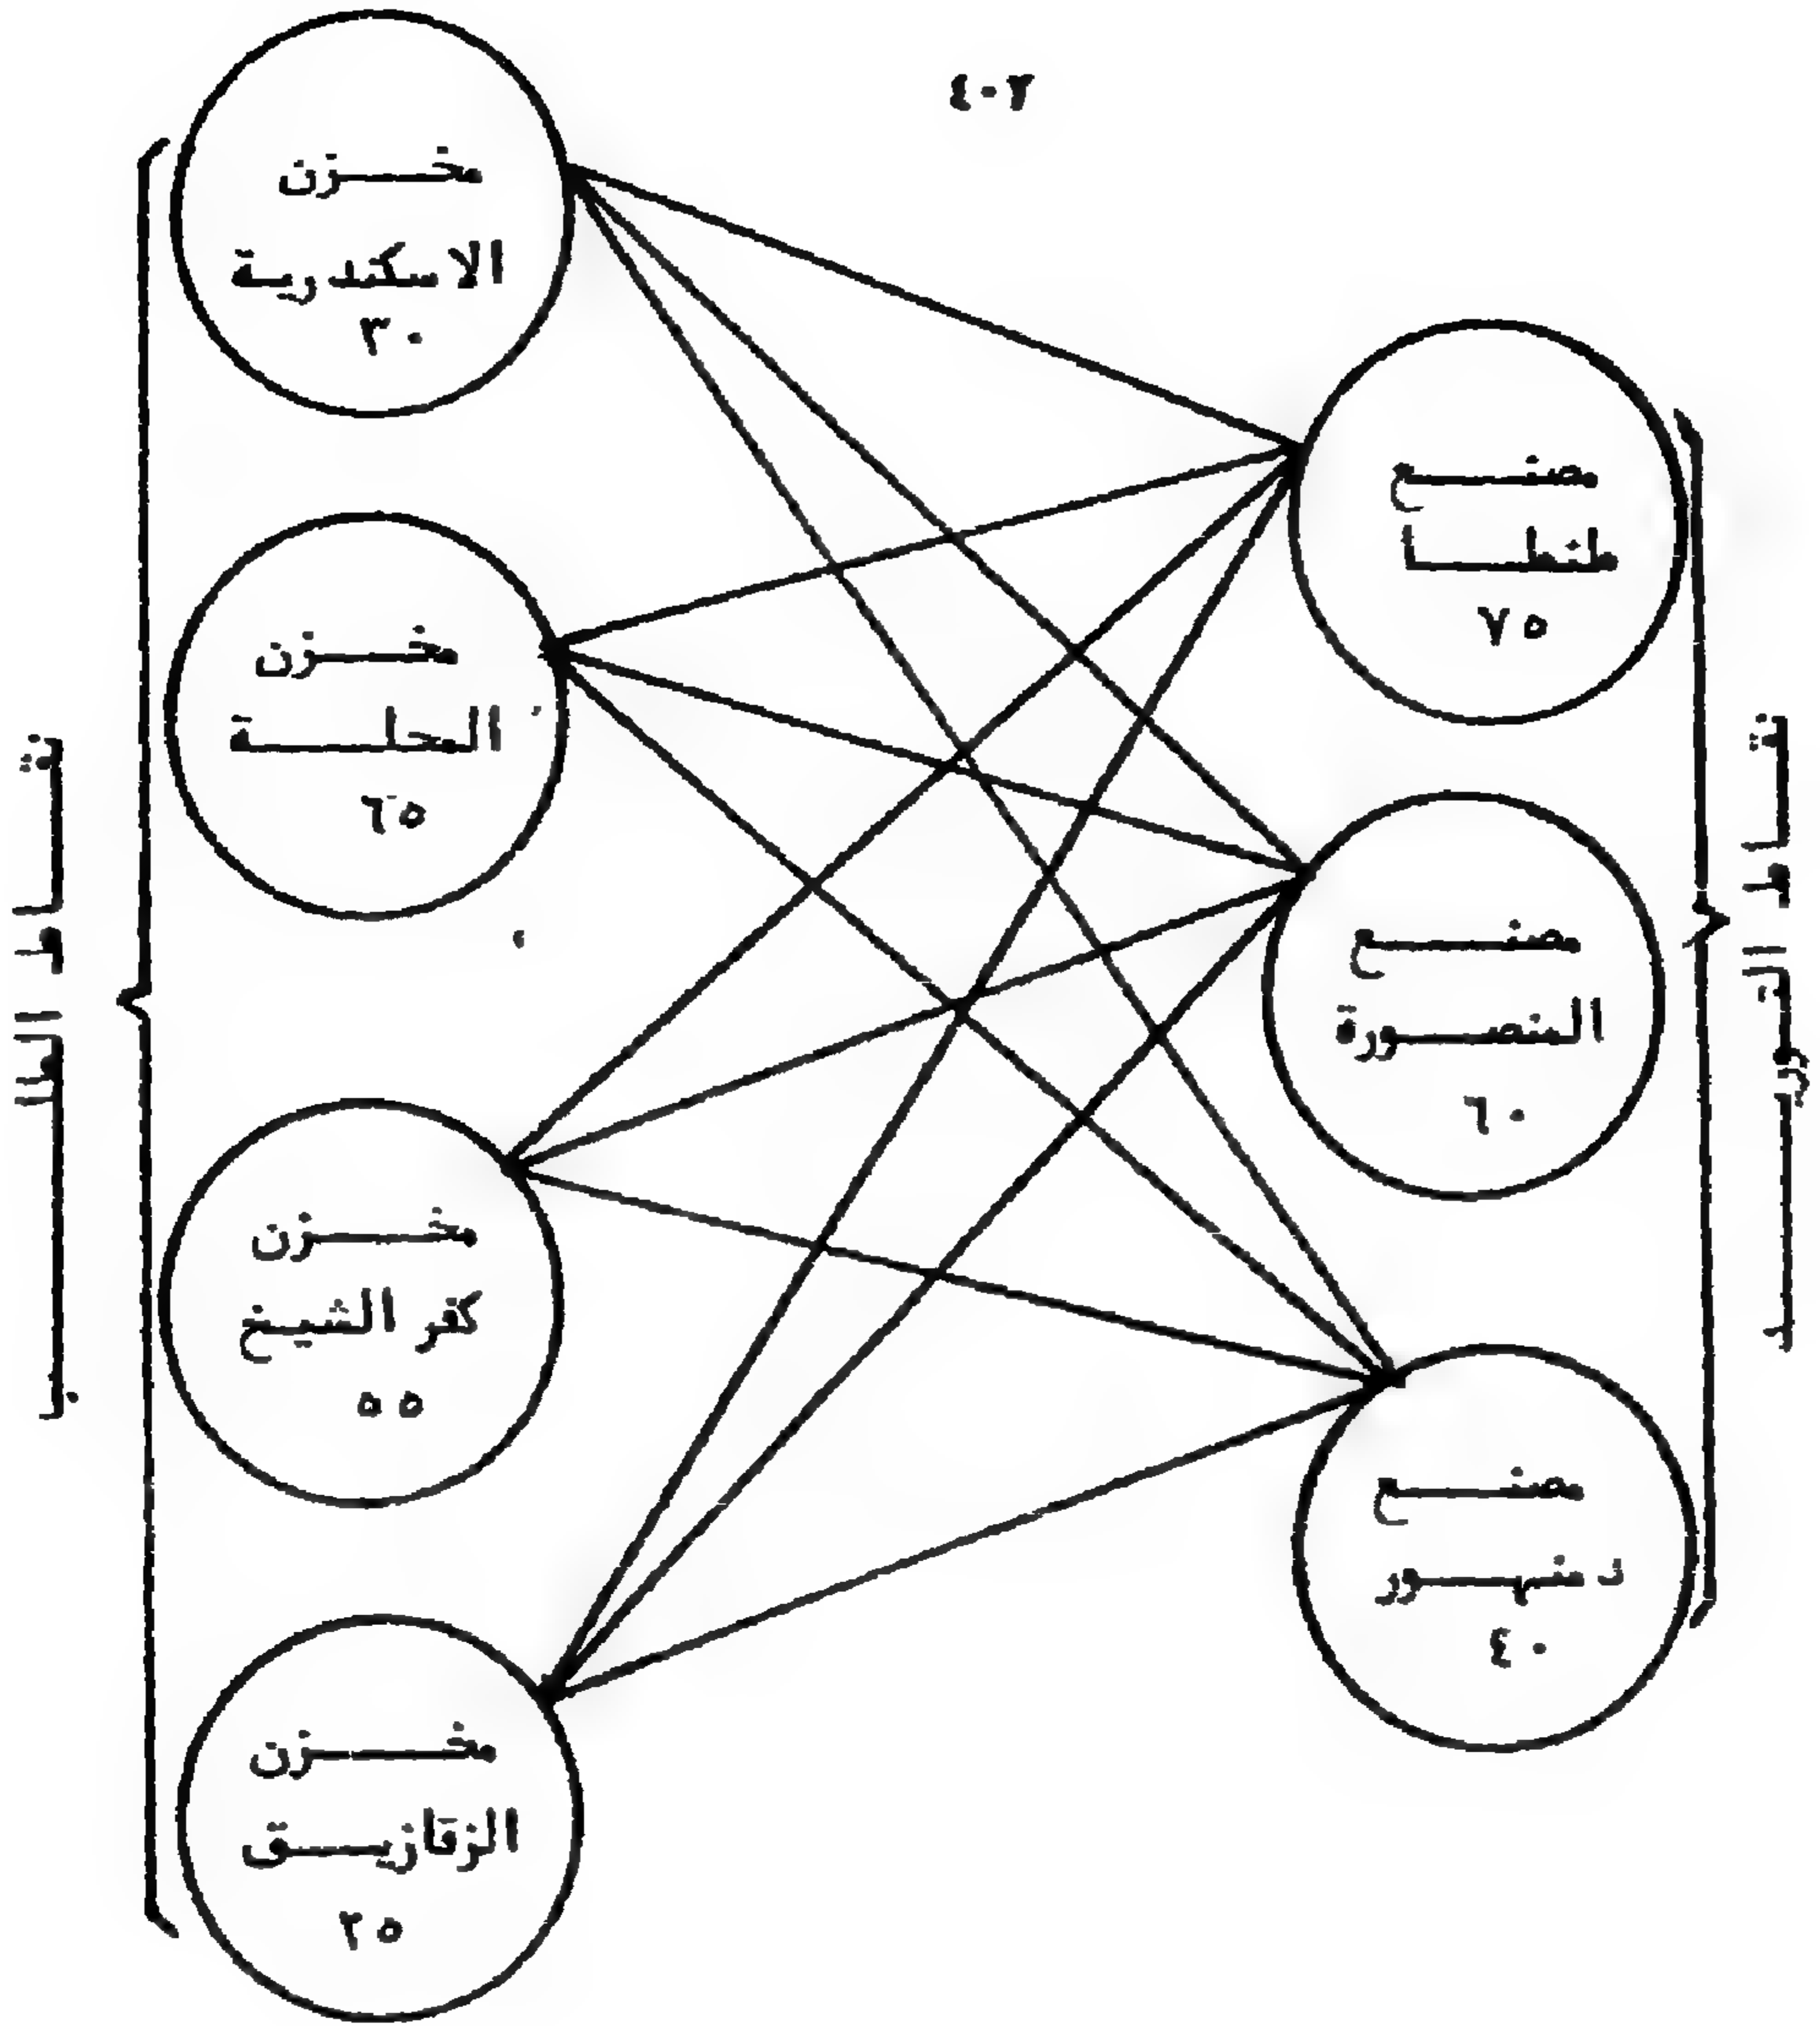 ٤٠٢
مصنع
طنطا
٧٥
مصنع
المنصورة
٦٠
مصنع
دمنهور
٤٠
مخزن
الاسكندرية
٣٠
مخزن
المحلة
٦٥
مخزن
كفر الشيخ
٥٥
مخزن
الزقازيق
٢٥